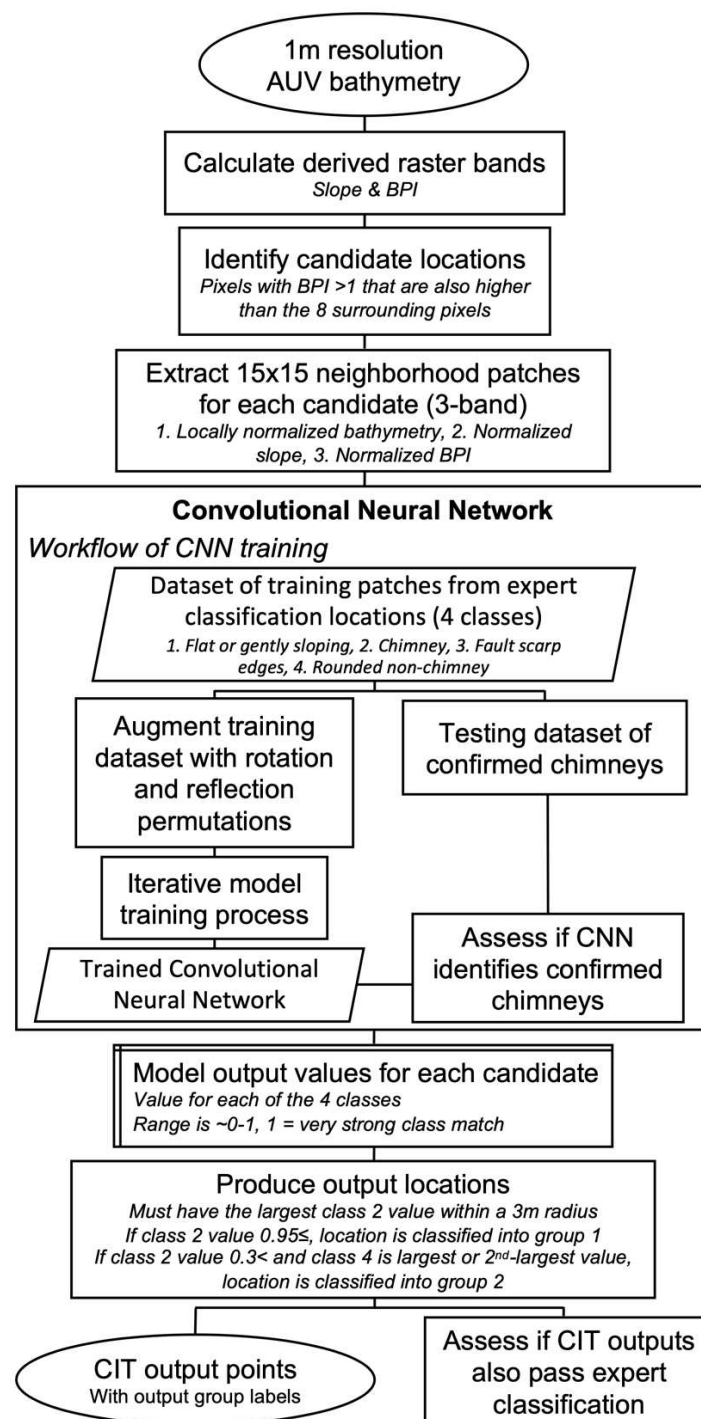 1m resolution
AUV bathymetry
Calculate derived raster bands
Slope & BPI
Identify candidate locations
Pixels with BPI >1 that are also higher
than the 8 surrounding pixels
Extract 15x15 neighborhood patches
for each candidate (3-band)
1. Locally normalized bathymetry, 2. Normalized
slope, 3. Normalized BPI
Convolutional Neural Network
Workflow of CNN training
Dataset of training patches from expert
classification locations (4 classes)
1. Flat or gently sloping, 2. Chimney, 3. Fault scarp
edges, 4. Rounded non-chimney
Augment training
dataset with rotation
and reflection
permutations
Testing dataset of
confirmed chimneys
Iterative model
training process
Trained Convolutional
Neural Network
Assess if CNN
identifies confirmed
chimneys
Model output values for each candidate
Value for each of the 4 classes
Range is ~0-1, 1 = very strong class match
Produce output locations
Must have the largest class 2 value within a 3m radius
If class 2 value 0.95≤, location is classified into group 1
If class 2 value 0.3< and class 4 is largest or 2nd-largest value,
location is classified into group 2
CIT output points
With output group labels
Assess if CIT outputs
also pass expert
classification